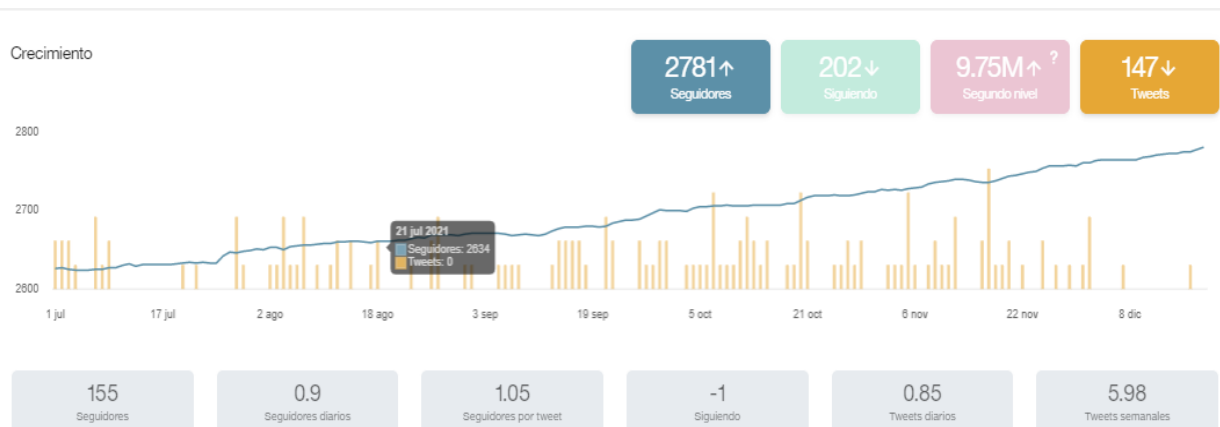 Crecimiento
2781↑
Seguidores
202↓
Siguiendo
9.75M↑ ?
Segundo nivel
147↓
Tweets
2800
2700
2600
21 jul 2021
Seguidores: 2634
Tweets: 0
1 jul 17 jul 2 ago 18 ago 3 sep 19 sep 5 oct 21 oct 6 nov 22 nov 8 dic
155
Seguidores
0.9
Seguidores diarios
1.05
Seguidores por tweet
-1
Siguiendo
0.85
Tweets diarios
5.98
Tweets semanales